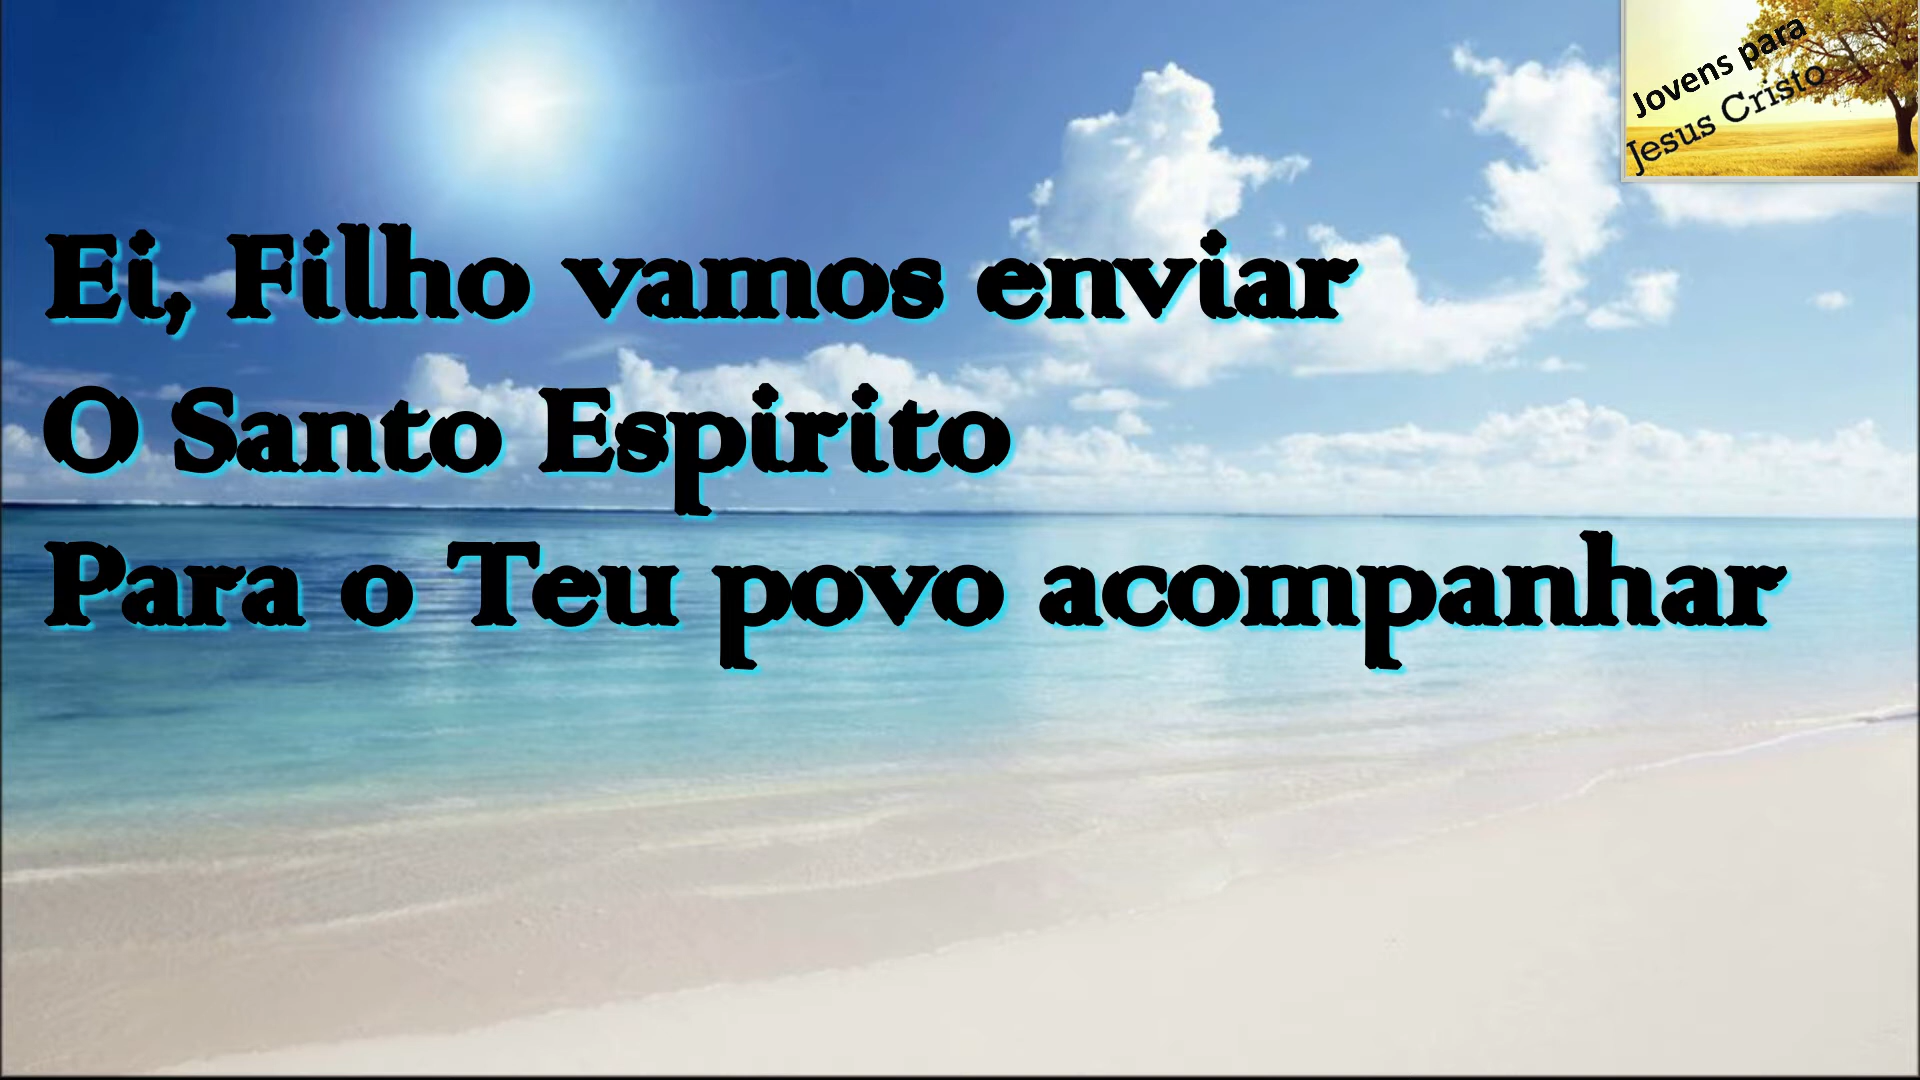 Jovens para
Jesus Cristo
Ei, Filho vamos enviar
O Santo Espirito
Para o Teu povo acompanhar